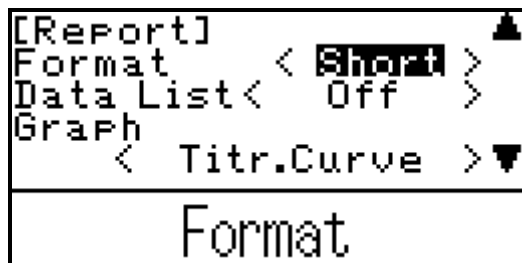 [Report]
Format < Short >
Data List< Off >
Graph
< Titr.Curve >
Format